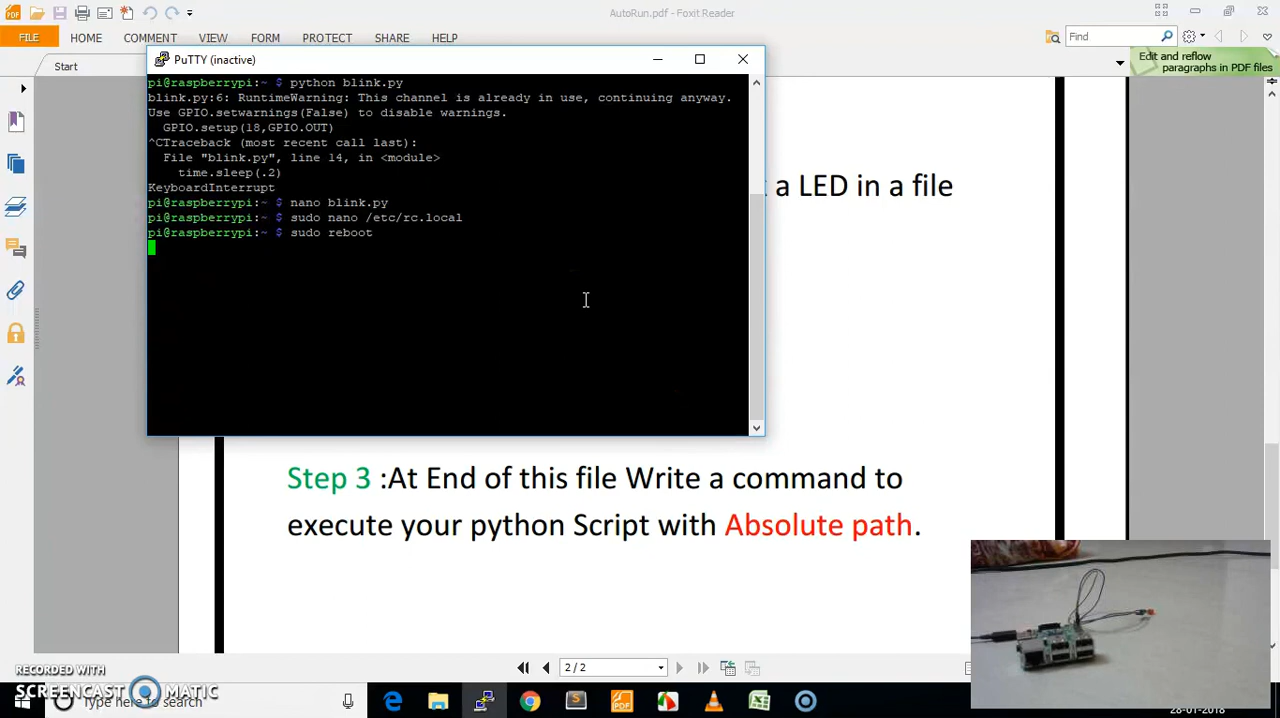 AutoRun.pdf - Foxit Reader
FILE HOME COMMENT VIEW FORM PROTECT SHARE HELP
Find
Edit and reflow
paragraphs in PDF files
Start
PuTTY (inactive)
pi@raspberrypi:~ $ python blink.py
blink.py:6: RuntimeWarning: This channel is already in use, continuing anyway.
Use GPIO.setwarnings(False) to disable warnings.
GPIO.setup(18,GPIO.OUT)
^CTraceback (most recent call last):
File "blink.py", line 14, in <module>
time.sleep(.2)
KeyboardInterrupt
pi@raspberrypi:~ $ nano blink.py
pi@raspberrypi:~ $ sudo nano /etc/rc.local
pi@raspberrypi:~ $ sudo reboot
a LED in a file
Step 3 :At End of this file Write a command to
execute your python Script with Absolute path.
2 / 2
RECORDED WITH
SCREENCAST MATIC
Type here to search
28-01-2018